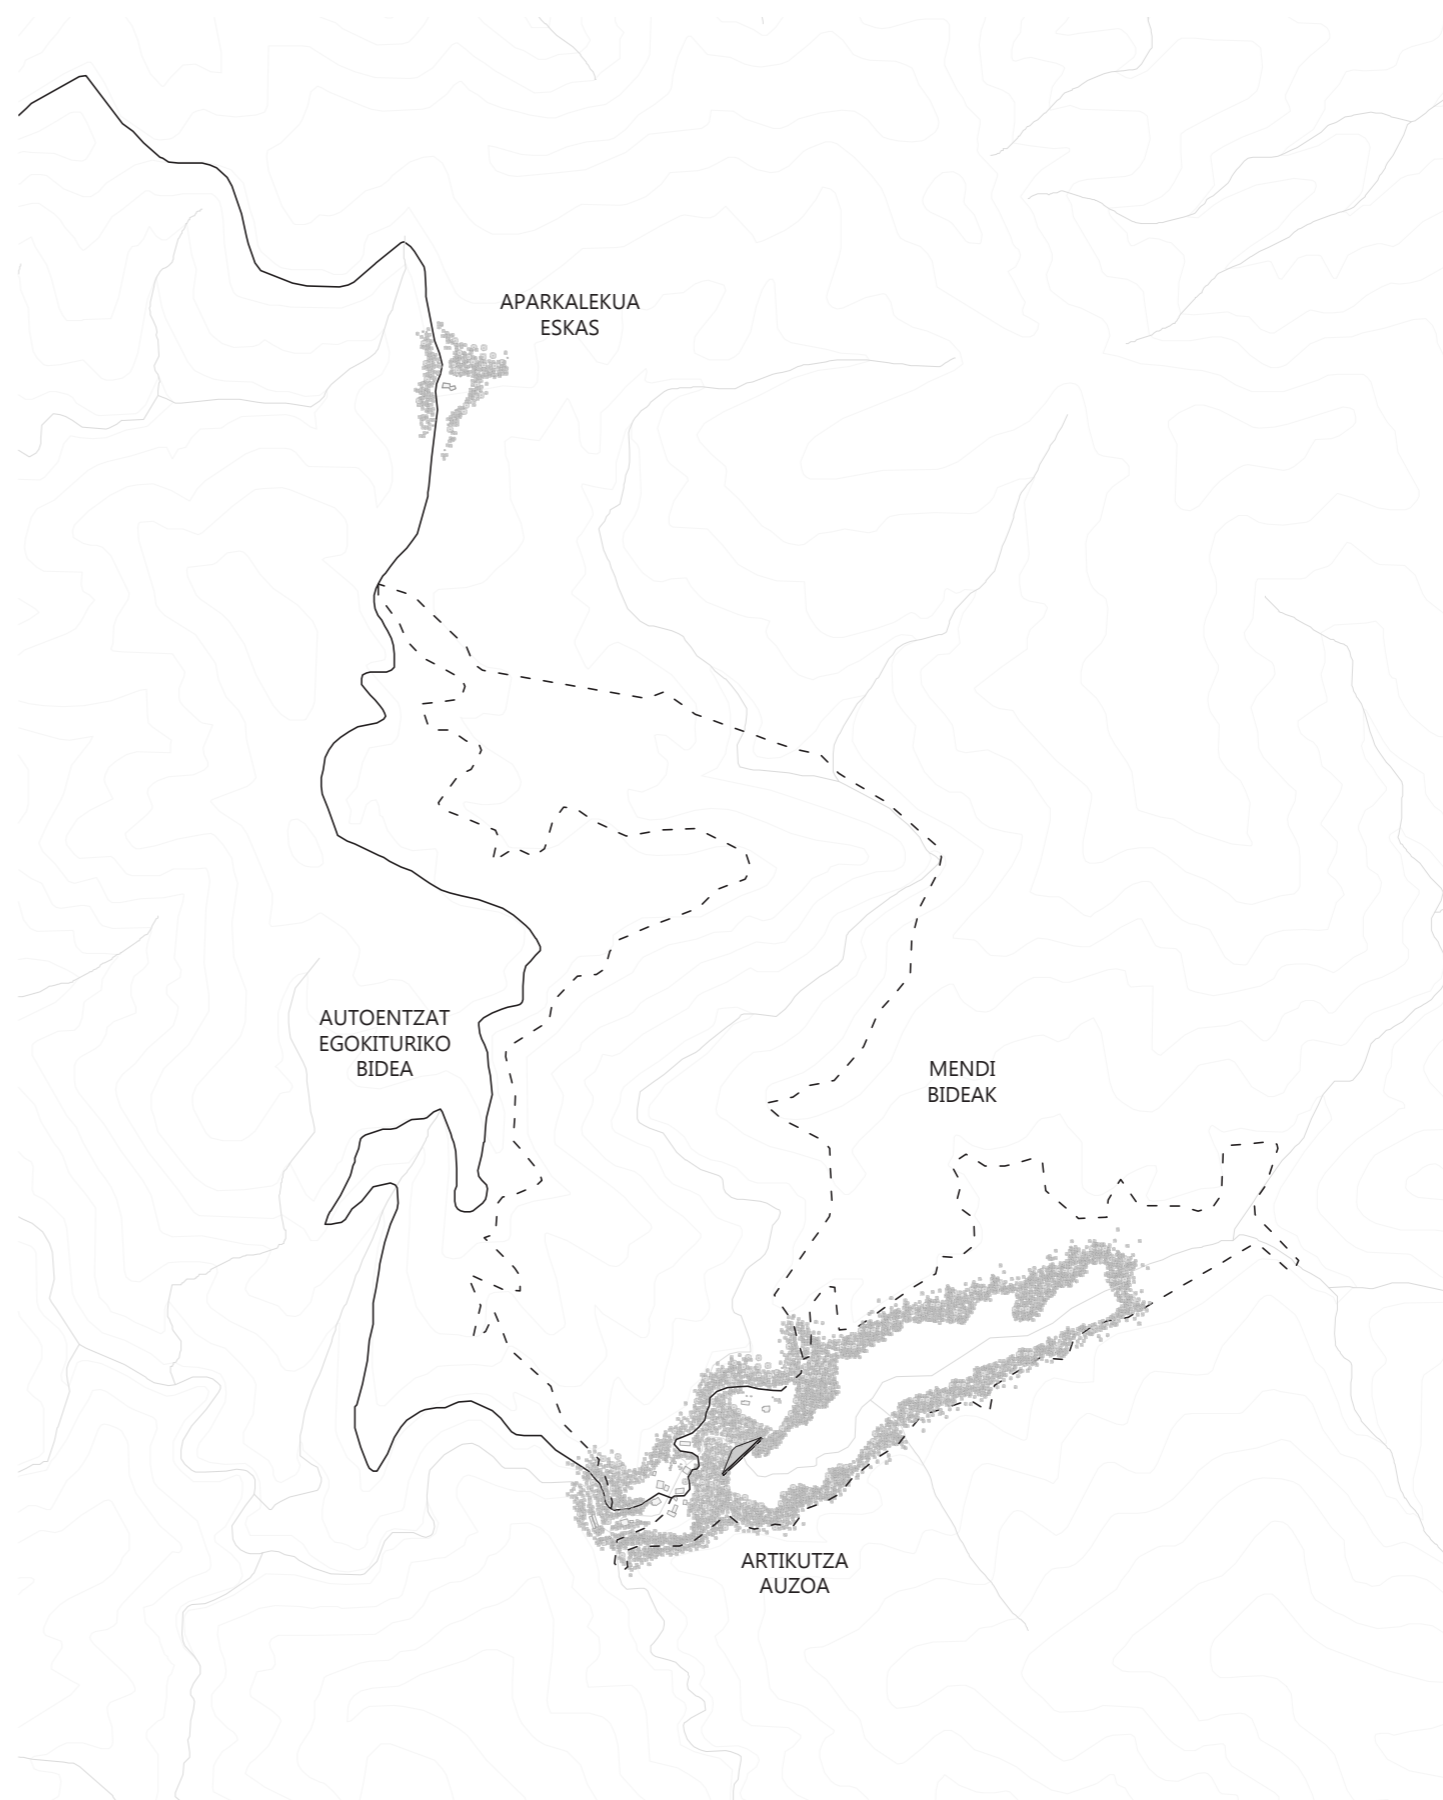 APARKALEKUA
ESKAS
AUTOENTZAT
EGOKITURIKO
BIDEA
MENDI
BIDEAK
ARTIKUTZA
AUZOA